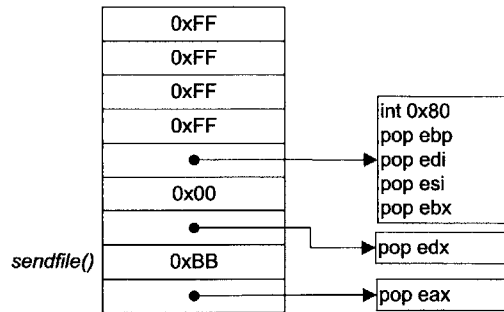 0xFF
0xFF
0xFF
0xFF
int 0x80
pop ebp
pop edi
pop esi
pop ebx
0x00
pop edx
sendfile()
0xBB
pop eax